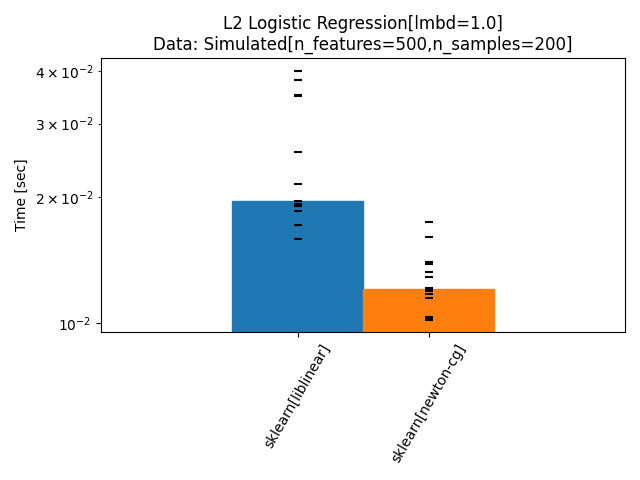 L2 Logistic Regression[lmbd=1.0]
Data: Simulated[n_features=500,n_samples=200]
4 × 10⁻²
3 × 10⁻²
2 × 10⁻²
10⁻²
Time [sec]
sklearn[liblinear]
sklearn[newton-cg]